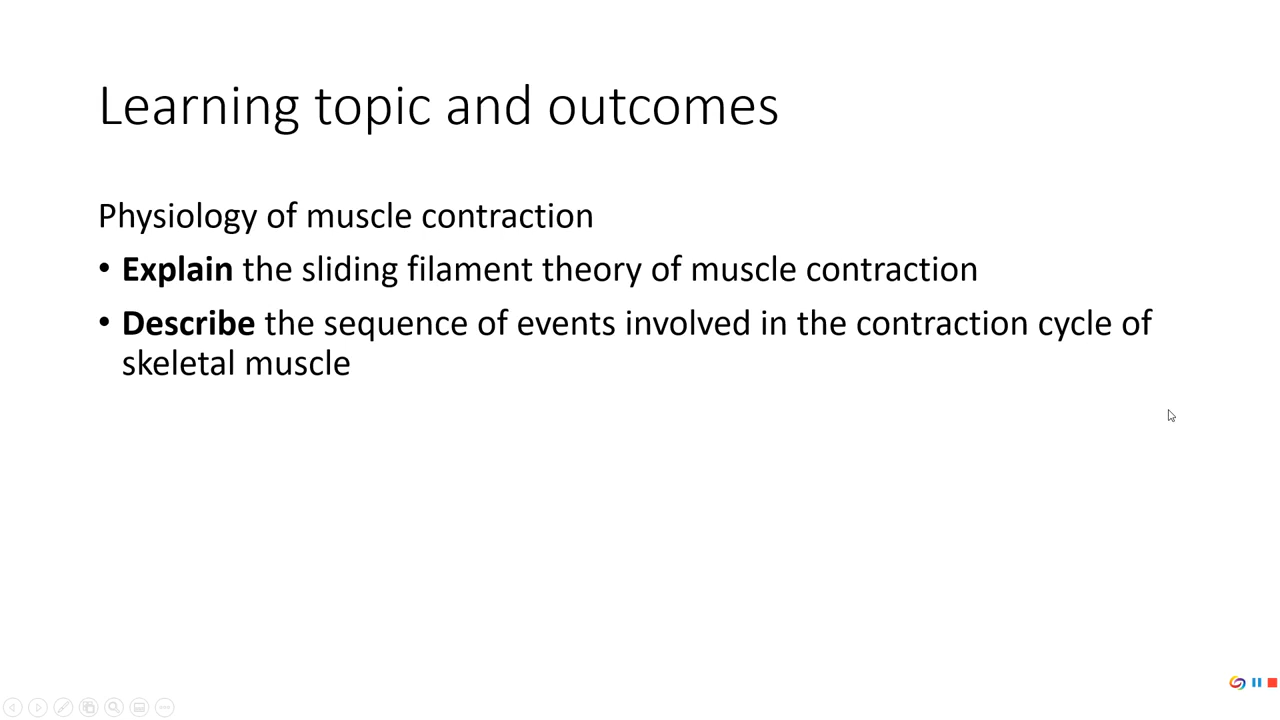 Learning topic and outcomes
Physiology of muscle contraction
• Explain the sliding filament theory of muscle contraction
• Describe the sequence of events involved in the contraction cycle of
skeletal muscle